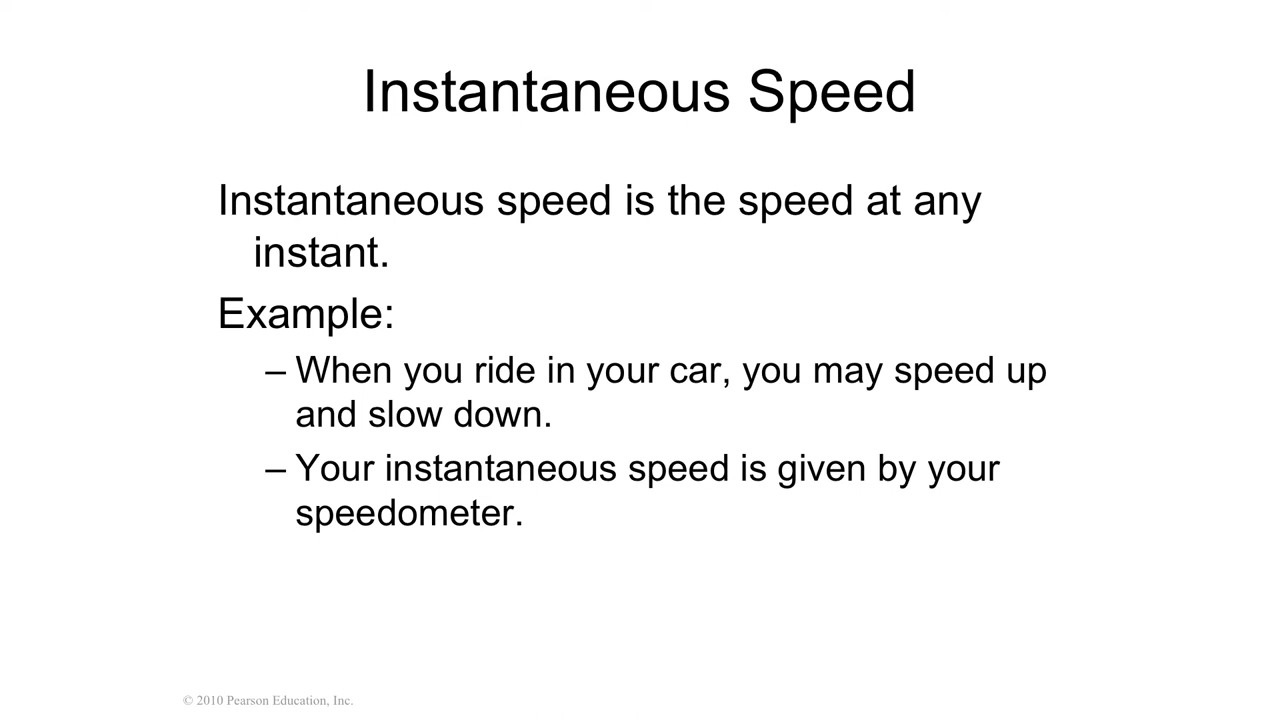 Instantaneous Speed
Instantaneous speed is the speed at any
instant.
Example:
– When you ride in your car, you may speed up
and slow down.
– Your instantaneous speed is given by your
speedometer.
© 2010 Pearson Education, Inc.